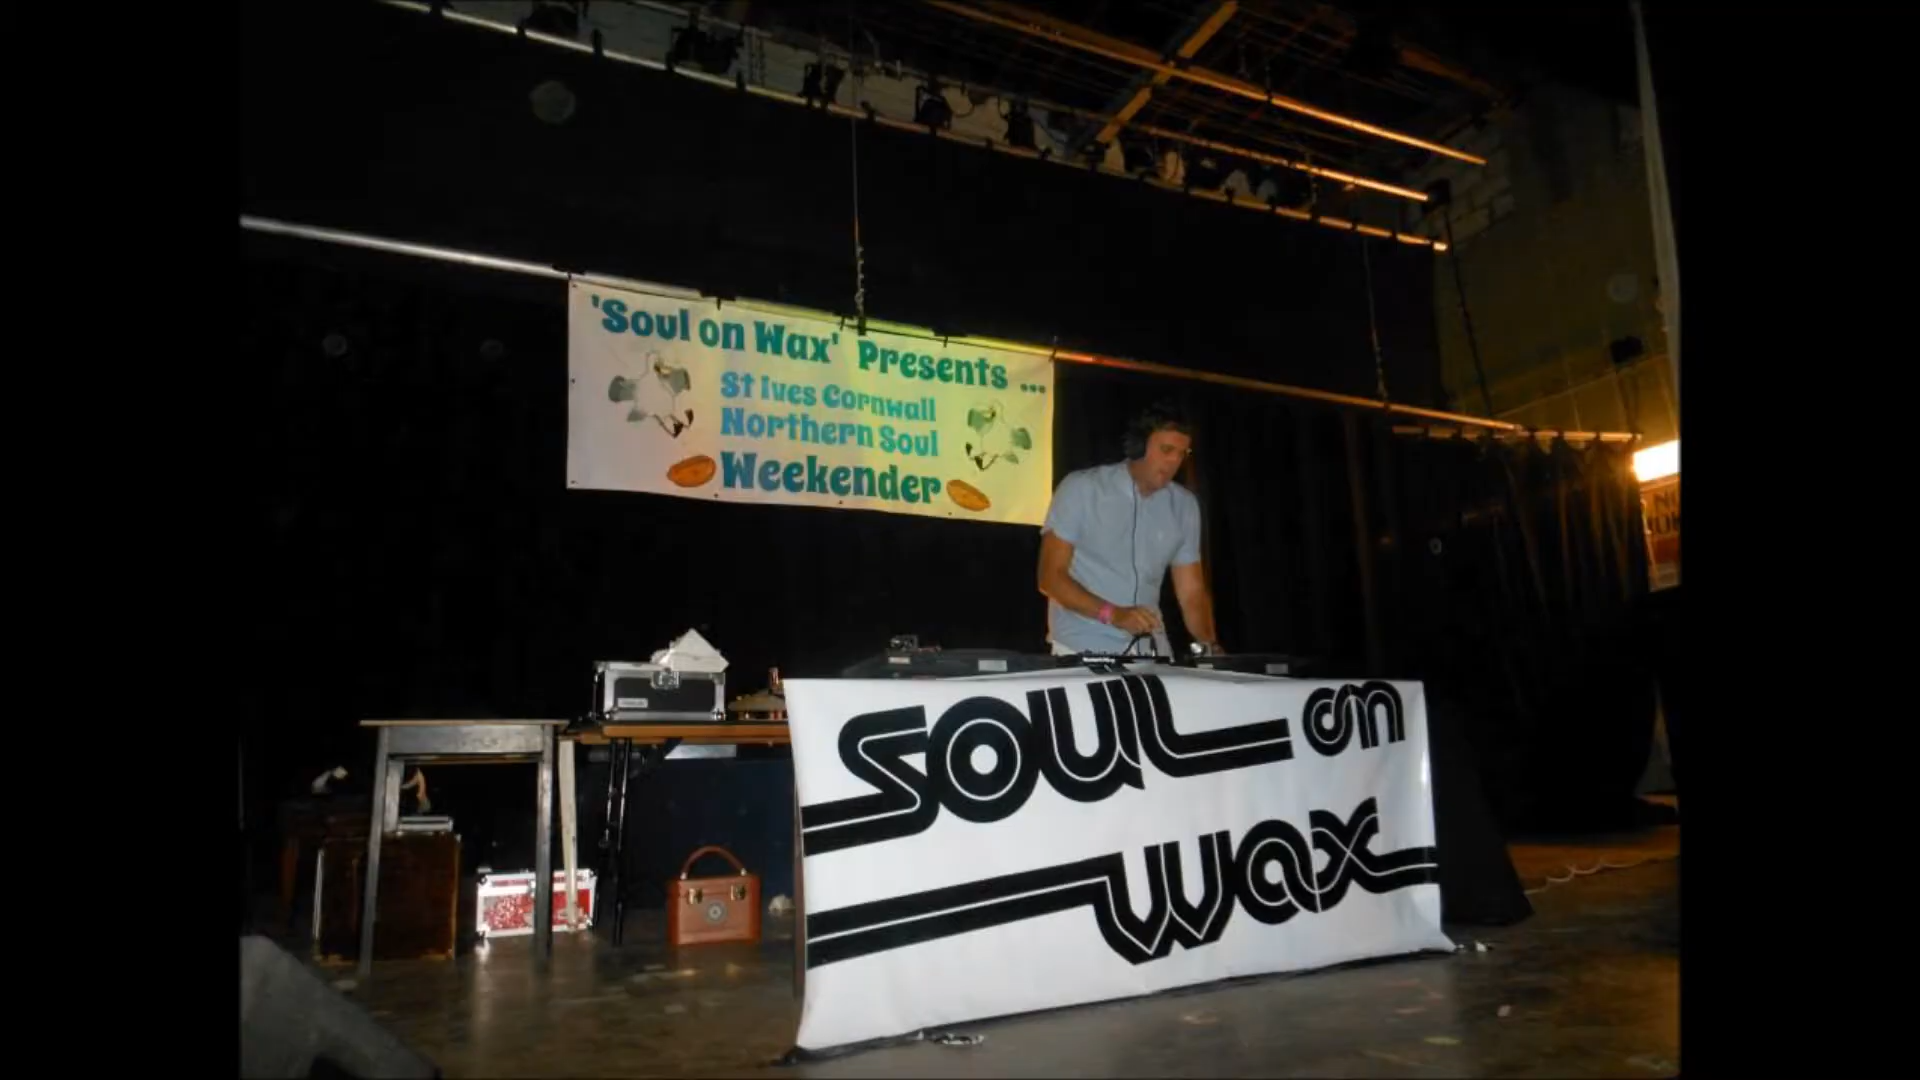 'Soul on Wax' Presents ...
St Ives Cornwall
Northern Soul
Weekender
SOUL on
wax